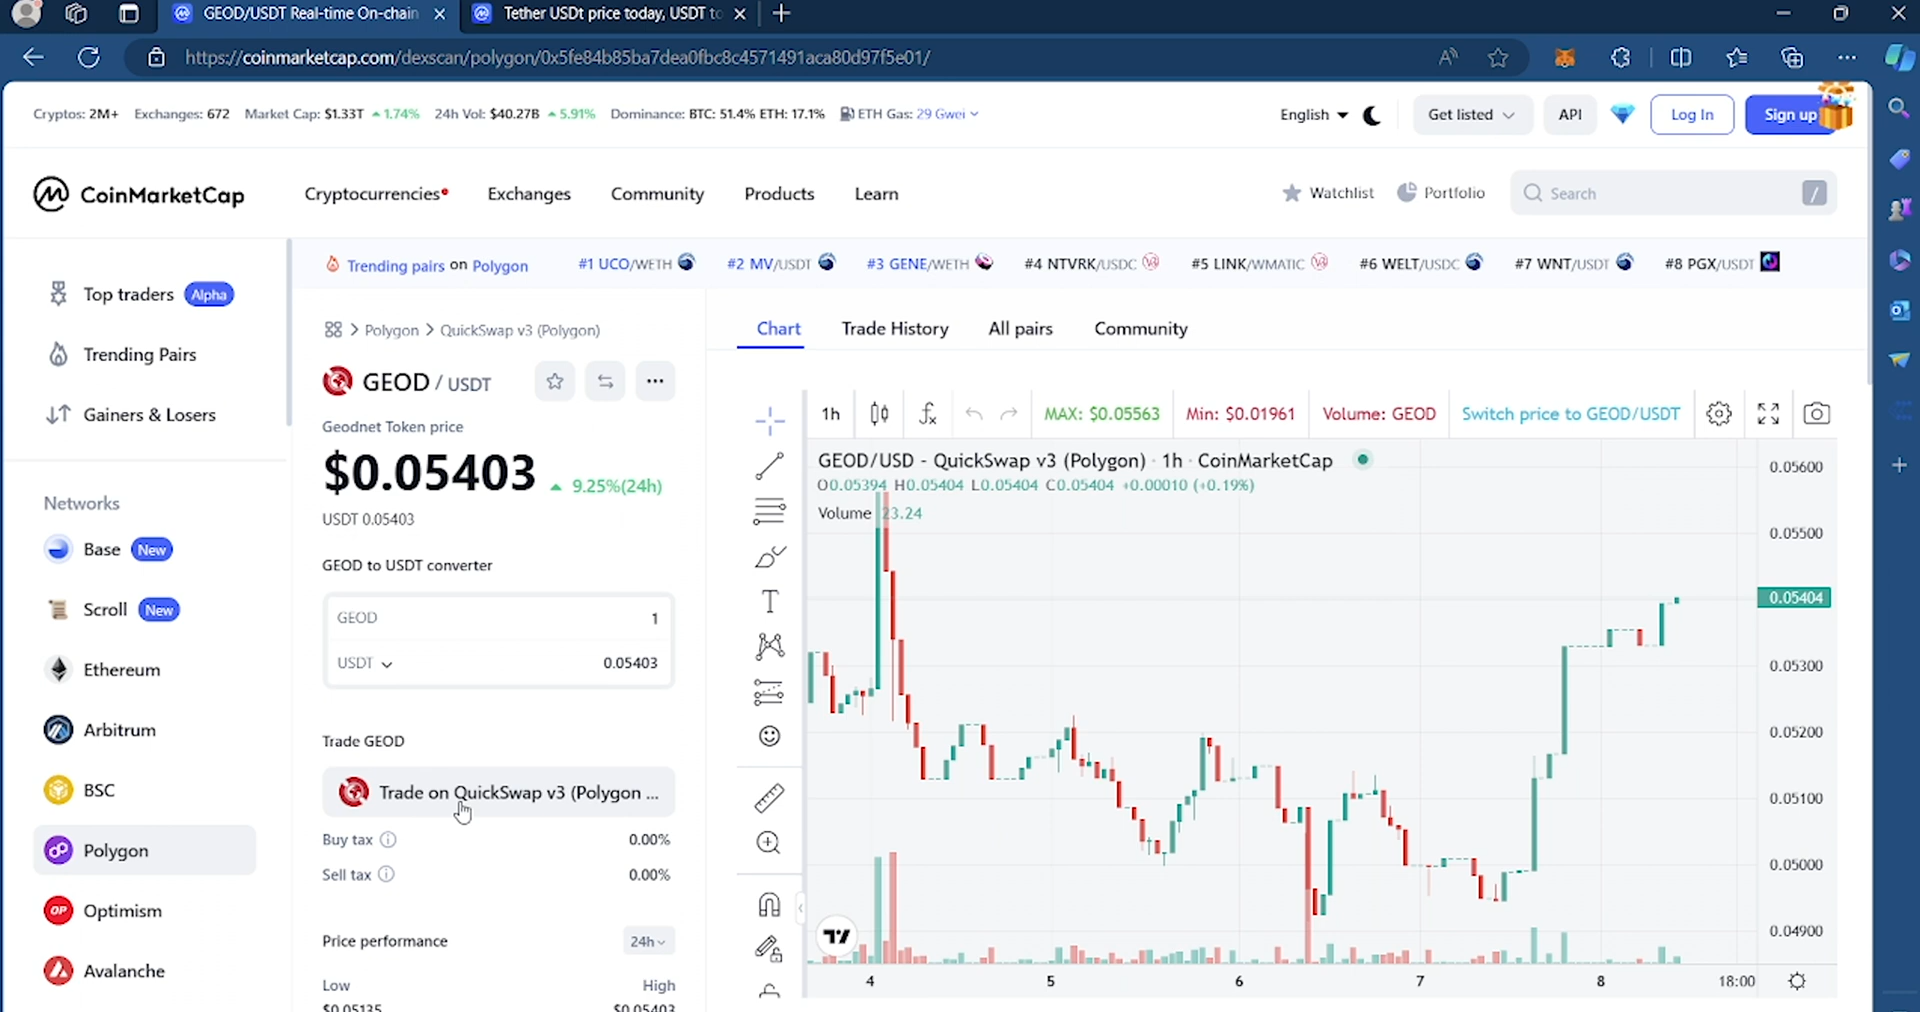 GEOD/USDT Real-time On-chain
Tether USDt price today, USDT to
https://coinmarketcap.com/dexscan/polygon/0x5fe84b85ba7dea0fbc8c4571491aca80d97f5e01/
Cryptos: 2M+ Exchanges: 672 Market Cap: $1.33T 1.74% 24h Vol: $40.27B 5.91% Dominance: BTC: 51.4% ETH: 17.1% ETH Gas: 29 Gwei
English Get listed API Log In Sign up
CoinMarketCap Cryptocurrencies Exchanges Community Products Learn Watchlist Portfolio Search /
Top traders Alpha
Trending Pairs
Gainers & Losers
Networks
Base New
Scroll New
Ethereum
Arbitrum
BSC
Polygon
OP Optimism
Avalanche
Trending pairs on Polygon #1 UCO/WETH #2 MV/USDT #3 GENE/WETH #4 NTVRK/USDC #5 LINK/WMATIC #6 WELT/USDC #7 WNT/USDT #8 PGX/USDT
> Polygon > QuickSwap v3 (Polygon)
GEOD / USDT
Geodnet Token price
$0.05403 9.25%(24h)
USDT 0.05403
GEOD to USDT converter
GEOD 1
USDT 0.05403
Trade GEOD
Trade on QuickSwap v3 (Polygon ...
Buy tax 0.00%
Sell tax 0.00%
Price performance 24h
Low High
$0.05135 $0.05403
Chart Trade History All pairs Community
1h MAX: $0.05563 Min: $0.01961 Volume: GEOD Switch price to GEOD/USDT
GEOD/USD - QuickSwap v3 (Polygon) · 1h · CoinMarketCap
O0.05394 H0.05404 L0.05404 C0.05404 +0.00010 (+0.19%)
Volume 23.24
0.05600
0.05500
0.05404
0.05300
0.05200
0.05100
0.05000
0.04900
4 5 6 7 8 18:00